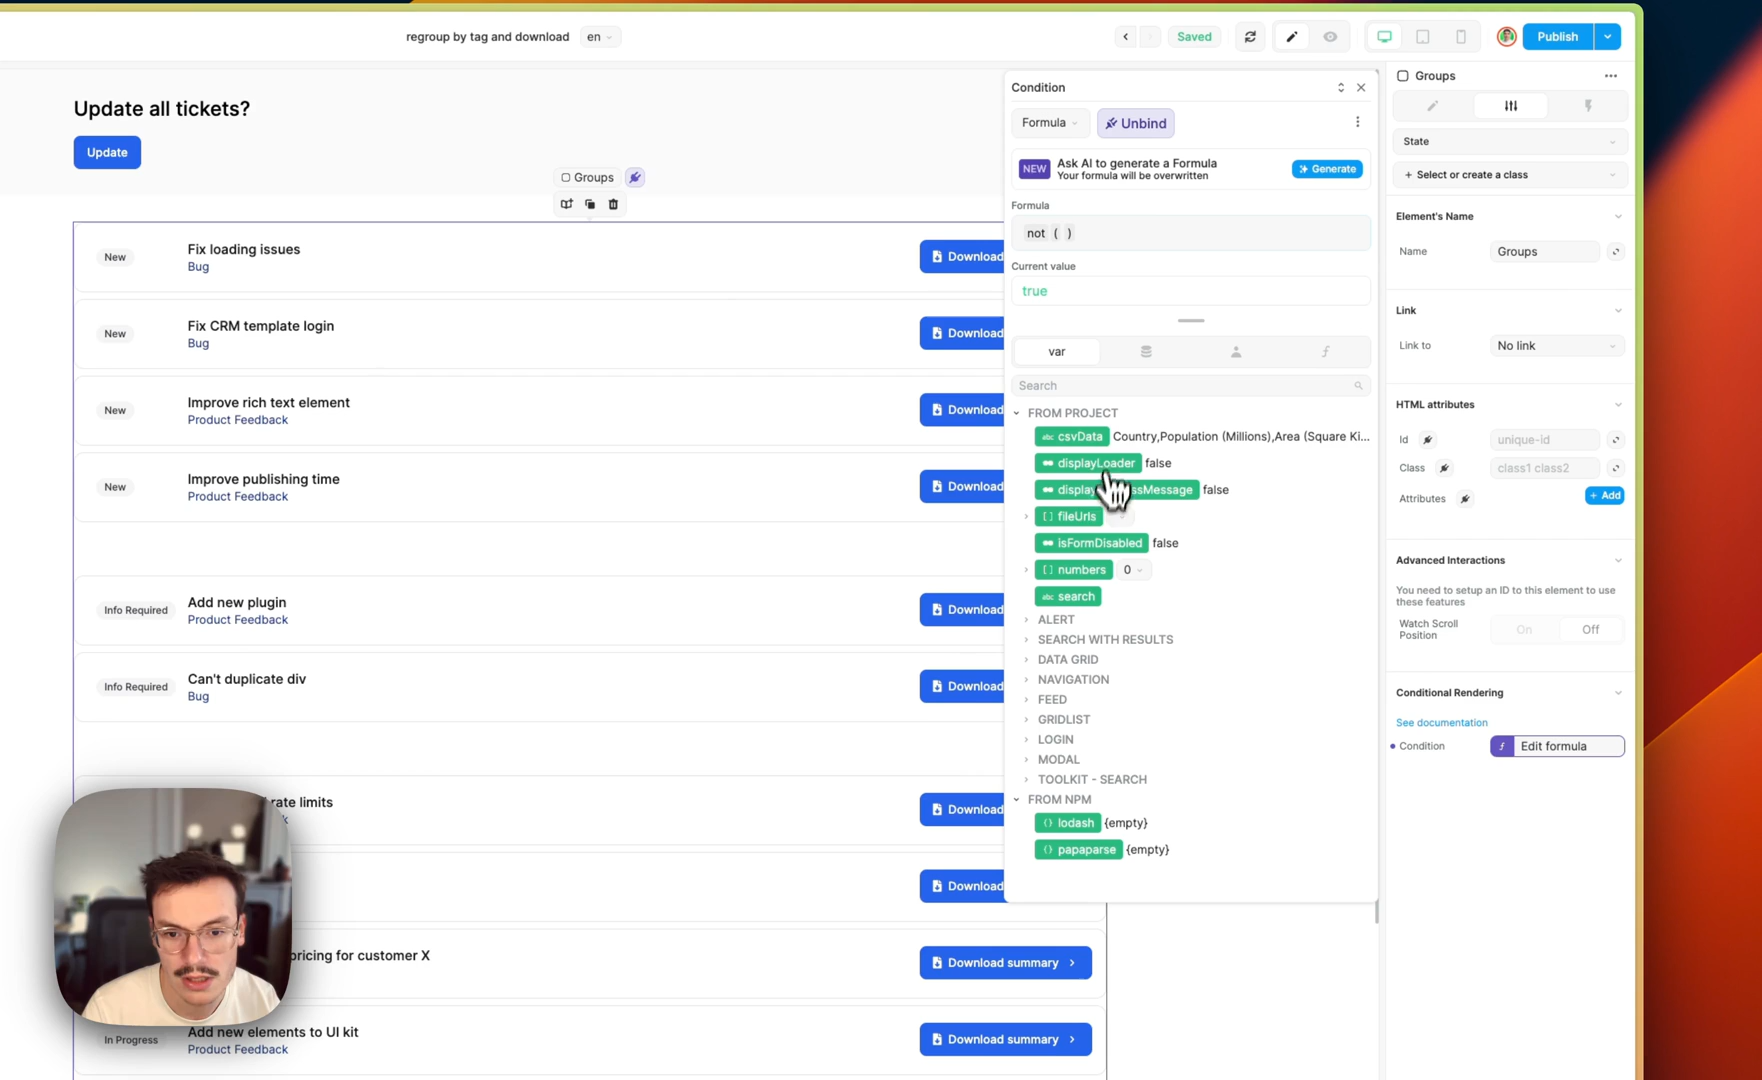 regroup by tag and download
en
Saved
Publish
Update all tickets?
Update
Groups
New
Fix loading issues
Bug
Download
New
Fix CRM template login
Bug
Download
New
Improve rich text element
Product Feedback
Download
New
Improve publishing time
Product Feedback
Download
Info Required
Add new plugin
Product Feedback
Download
Info Required
Can't duplicate div
Bug
Download
rate limits
Download
Download
pricing for customer X
Download summary
In Progress
Add new elements to UI kit
Product Feedback
Download summary
Condition
Formula
Unbind
NEW
Ask AI to generate a Formula
Your formula will be overwritten
Generate
Formula
not ( )
Current value
true
var
Search
FROM PROJECT
csvData Country,Population (Millions),Area (Square Ki...
displayLoader false
display ssMessage false
fileUrls
isFormDisabled false
numbers 0
search
ALERT
SEARCH WITH RESULTS
DATA GRID
NAVIGATION
FEED
GRIDLIST
LOGIN
MODAL
TOOLKIT - SEARCH
FROM NPM
lodash {empty}
papaparse {empty}
Groups
State
+ Select or create a class
Element's Name
Name Groups
Link
Link to No link
HTML attributes
Id unique-id
Class class1 class2
Attributes + Add
Advanced Interactions
You need to setup an ID to this element to use
these features
Watch Scroll
Position
On Off
Conditional Rendering
See documentation
Condition Edit formula